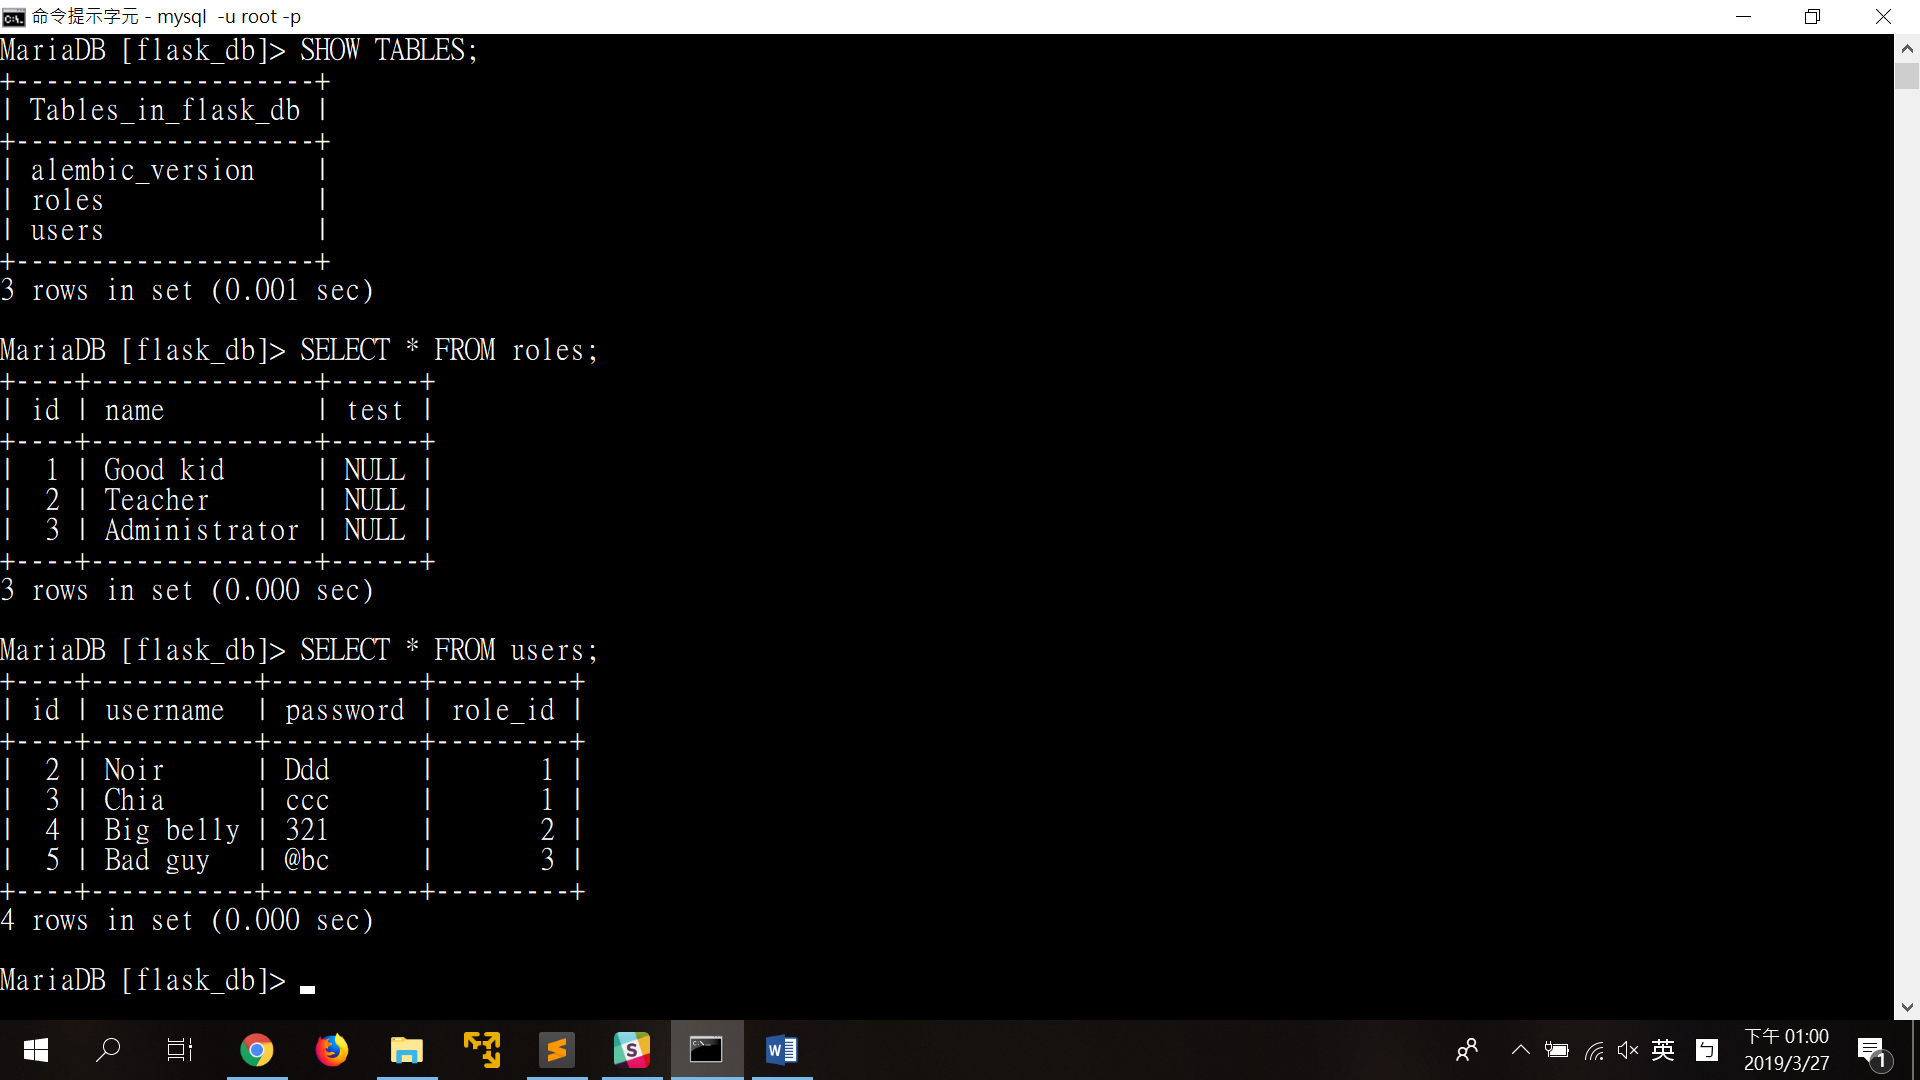 命令提示字元 - mysql  -u root -p
MariaDB [flask_db]> SHOW TABLES;
+--------------------+
| Tables_in_flask_db |
+--------------------+
| alembic_version    |
| roles              |
| users              |
+--------------------+
3 rows in set (0.001 sec)
MariaDB [flask_db]> SELECT * FROM roles;
+----+---------------+------+
| id | name          | test |
+----+---------------+------+
|  1 | Good kid      | NULL |
|  2 | Teacher       | NULL |
|  3 | Administrator | NULL |
+----+---------------+------+
3 rows in set (0.000 sec)
MariaDB [flask_db]> SELECT * FROM users;
+----+-----------+----------+---------+
| id | username  | password | role_id |
+----+-----------+----------+---------+
|  2 | Noir      | Ddd      |       1 |
|  3 | Chia      | ccc      |       1 |
|  4 | Big belly | 321      |       2 |
|  5 | Bad guy   | @bc      |       3 |
+----+-----------+----------+---------+
4 rows in set (0.000 sec)
MariaDB [flask_db]>
英 ㄅ 下午 01:00
2019/3/27
1